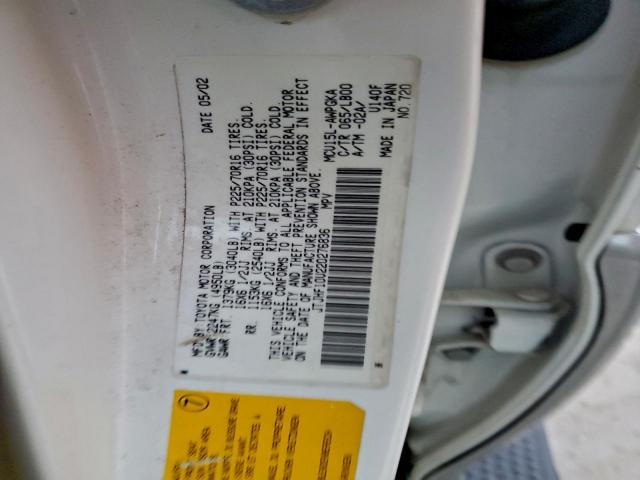 MFD BY TOYOTA MOTOR CORPORATION DATE 05/02
GVWR 2247KG (4950LB)
GAWR FRT. 1379KG (3040LB) WITH P225/70R16 TIRES.
16X6 1/2JJ RIMS. AT 210KPA (30PSI) COLD.
RR. 1153KG (2540LB) WITH P225/70R16 TIRES.
16X6 1/2JJ RIMS. AT 210KPA (30PSI) COLD.
THIS VEHICLE CONFORMS TO ALL APPLICABLE FEDERAL MOTOR
VEHICLE SAFETY AND THEFT PREVENTION STANDARDS IN EFFECT
ON THE DATE OF MANUFACTURE SHOWN ABOVE.
JTJHF10U220276836 MPV
MCU15L-AWPGKA
C/TR 065/LB00
A/TM -02A/ U140F
MADE IN JAPAN
NO.720
7